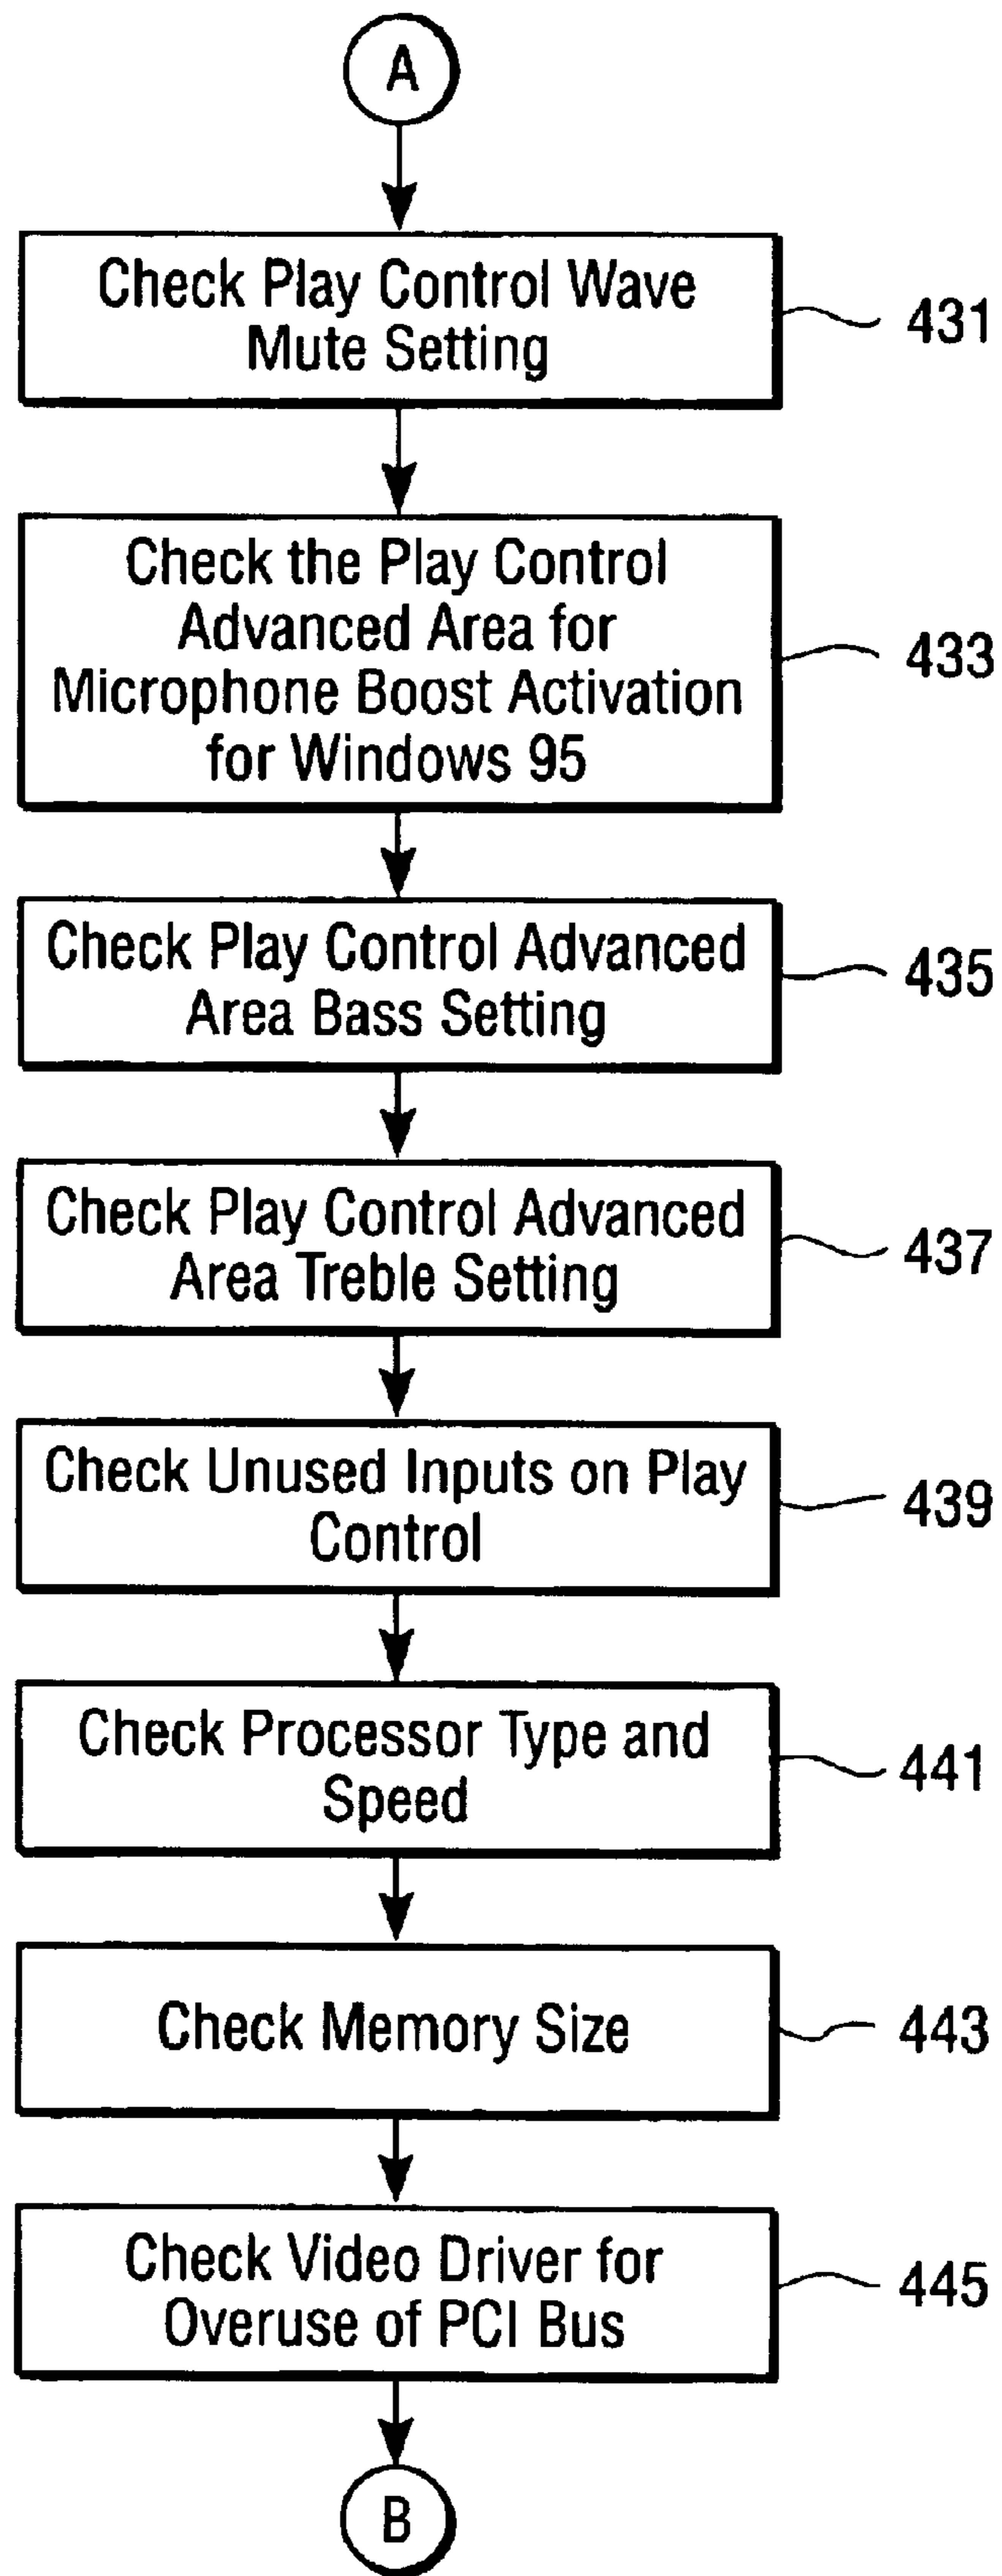 A
Check Play Control Wave
Mute Setting
431
Check the Play Control
Advanced Area for
Microphone Boost Activation
for Windows 95
433
Check Play Control Advanced
Area Bass Setting
435
Check Play Control Advanced
Area Treble Setting
437
Check Unused Inputs on Play
Control
439
Check Processor Type and
Speed
441
Check Memory Size
443
Check Video Driver for
Overuse of PCI Bus
445
B